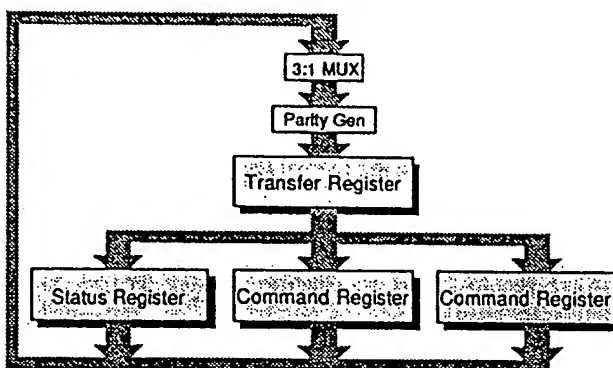 3:1 MUX
Parity Gen
Transfer Register
Status Register
Command Register
Command Register